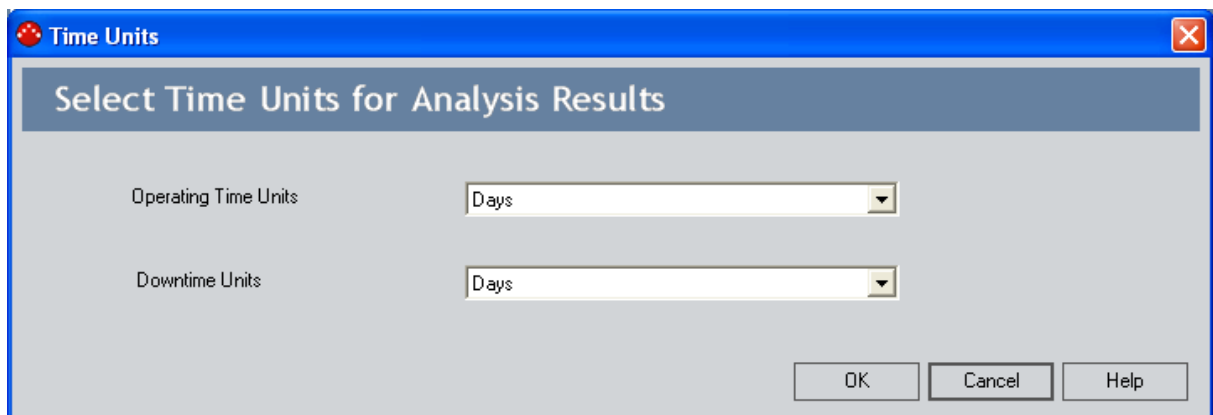 Time Units
Select Time Units for Analysis Results
Operating Time Units
Days
Downtime Units
Days
OK
Cancel
Help